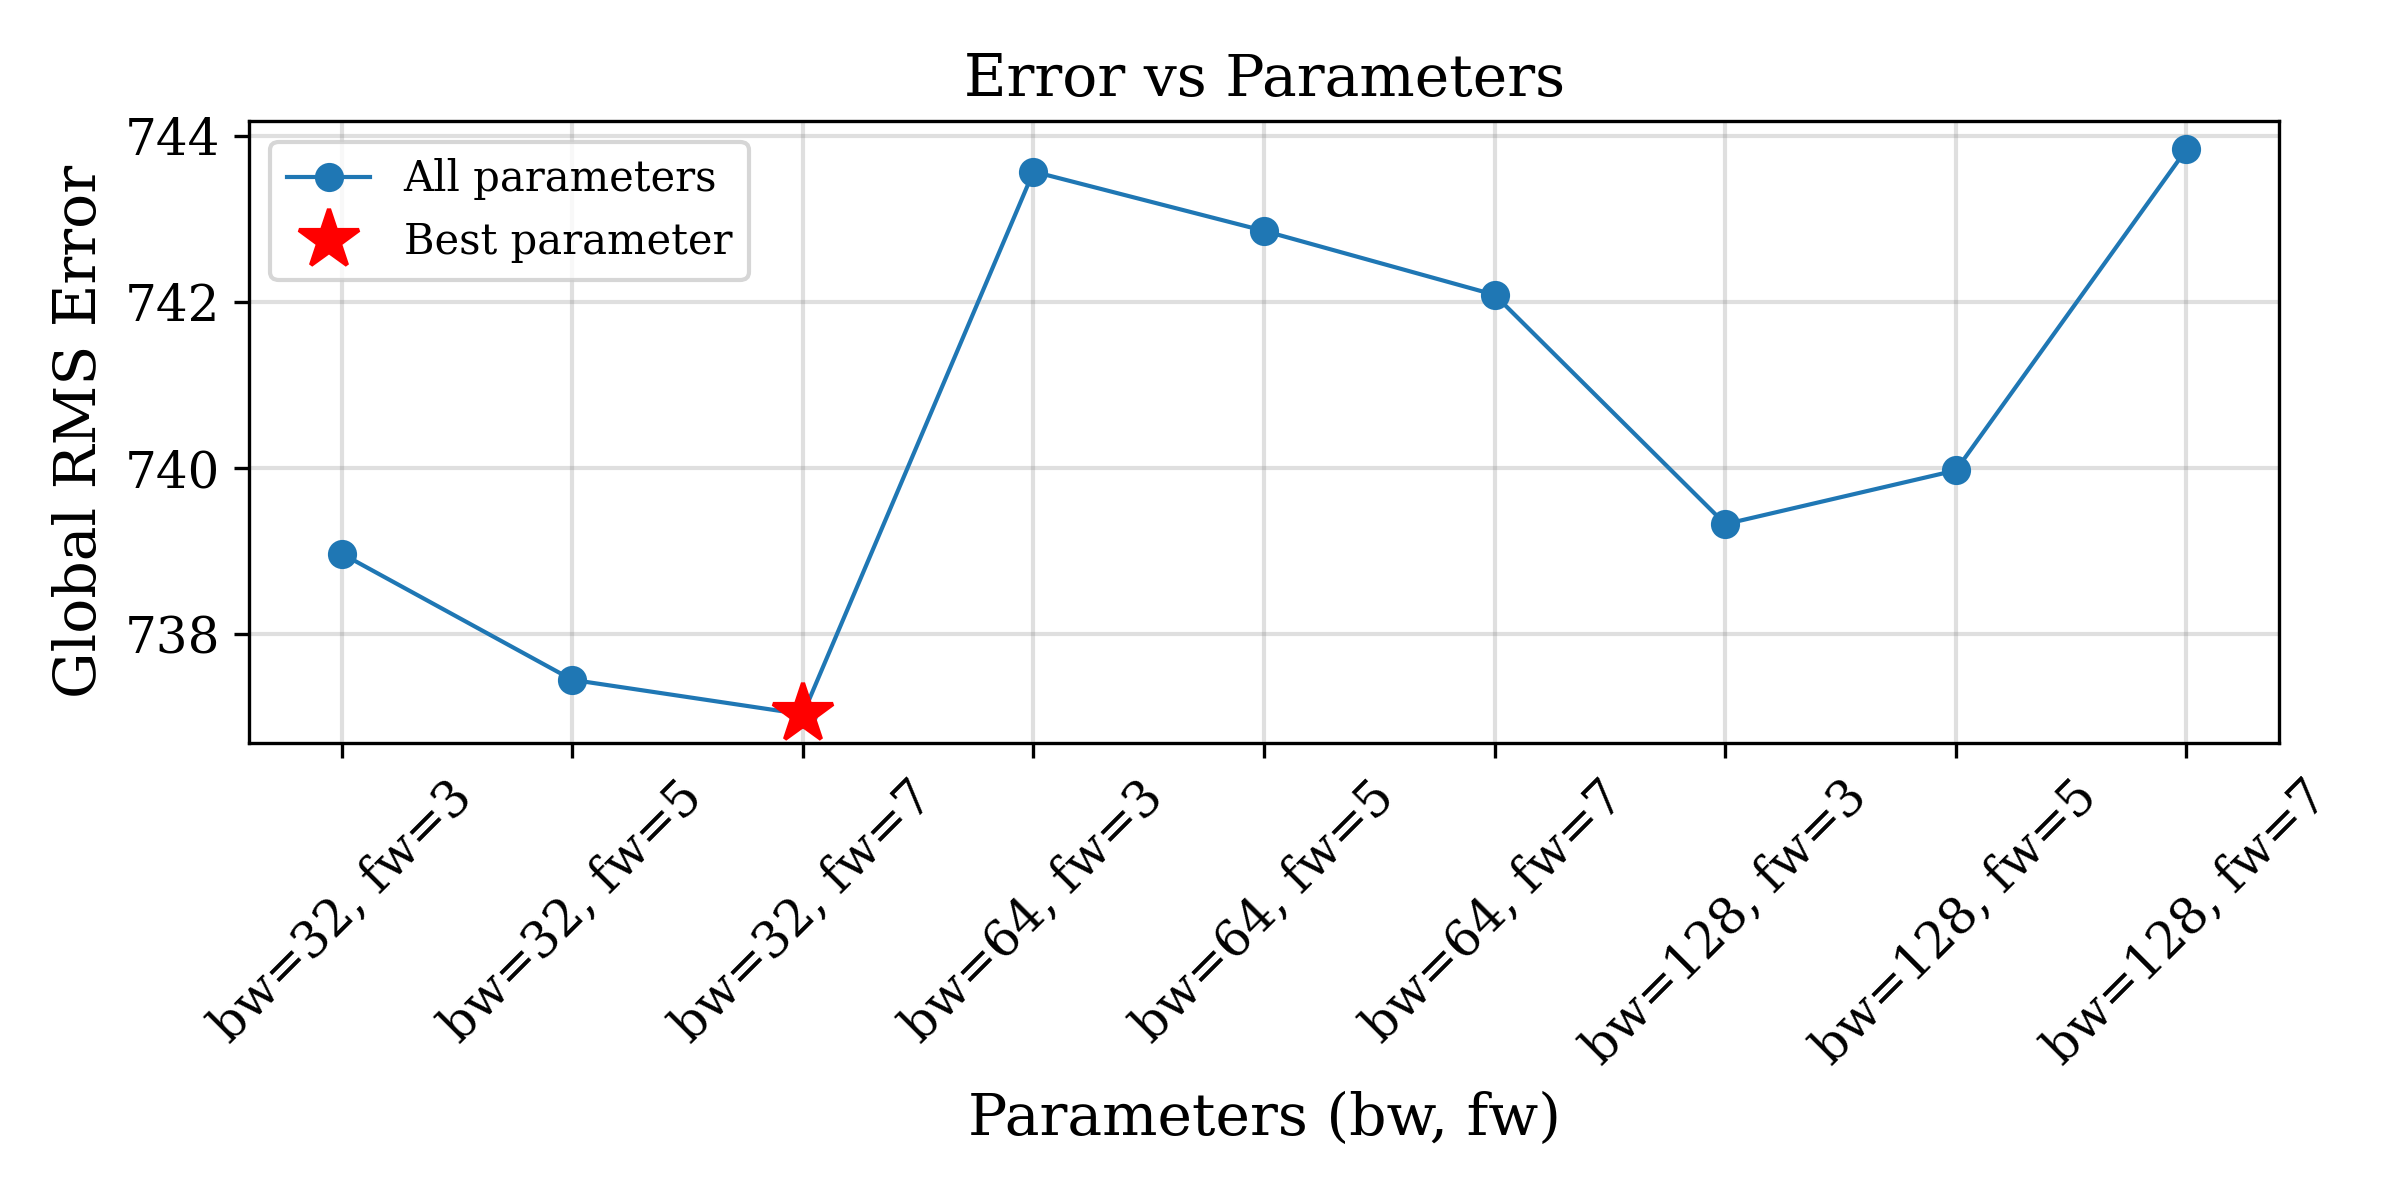 Error vs Parameters
Global RMS Error
744
742
740
738
All parameters
Best parameter
bw=32, fw=3
bw=32, fw=5
bw=32, fw=7
bw=64, fw=3
bw=64, fw=5
bw=64, fw=7
bw=128, fw=3
bw=128, fw=5
bw=128, fw=7
Parameters (bw, fw)